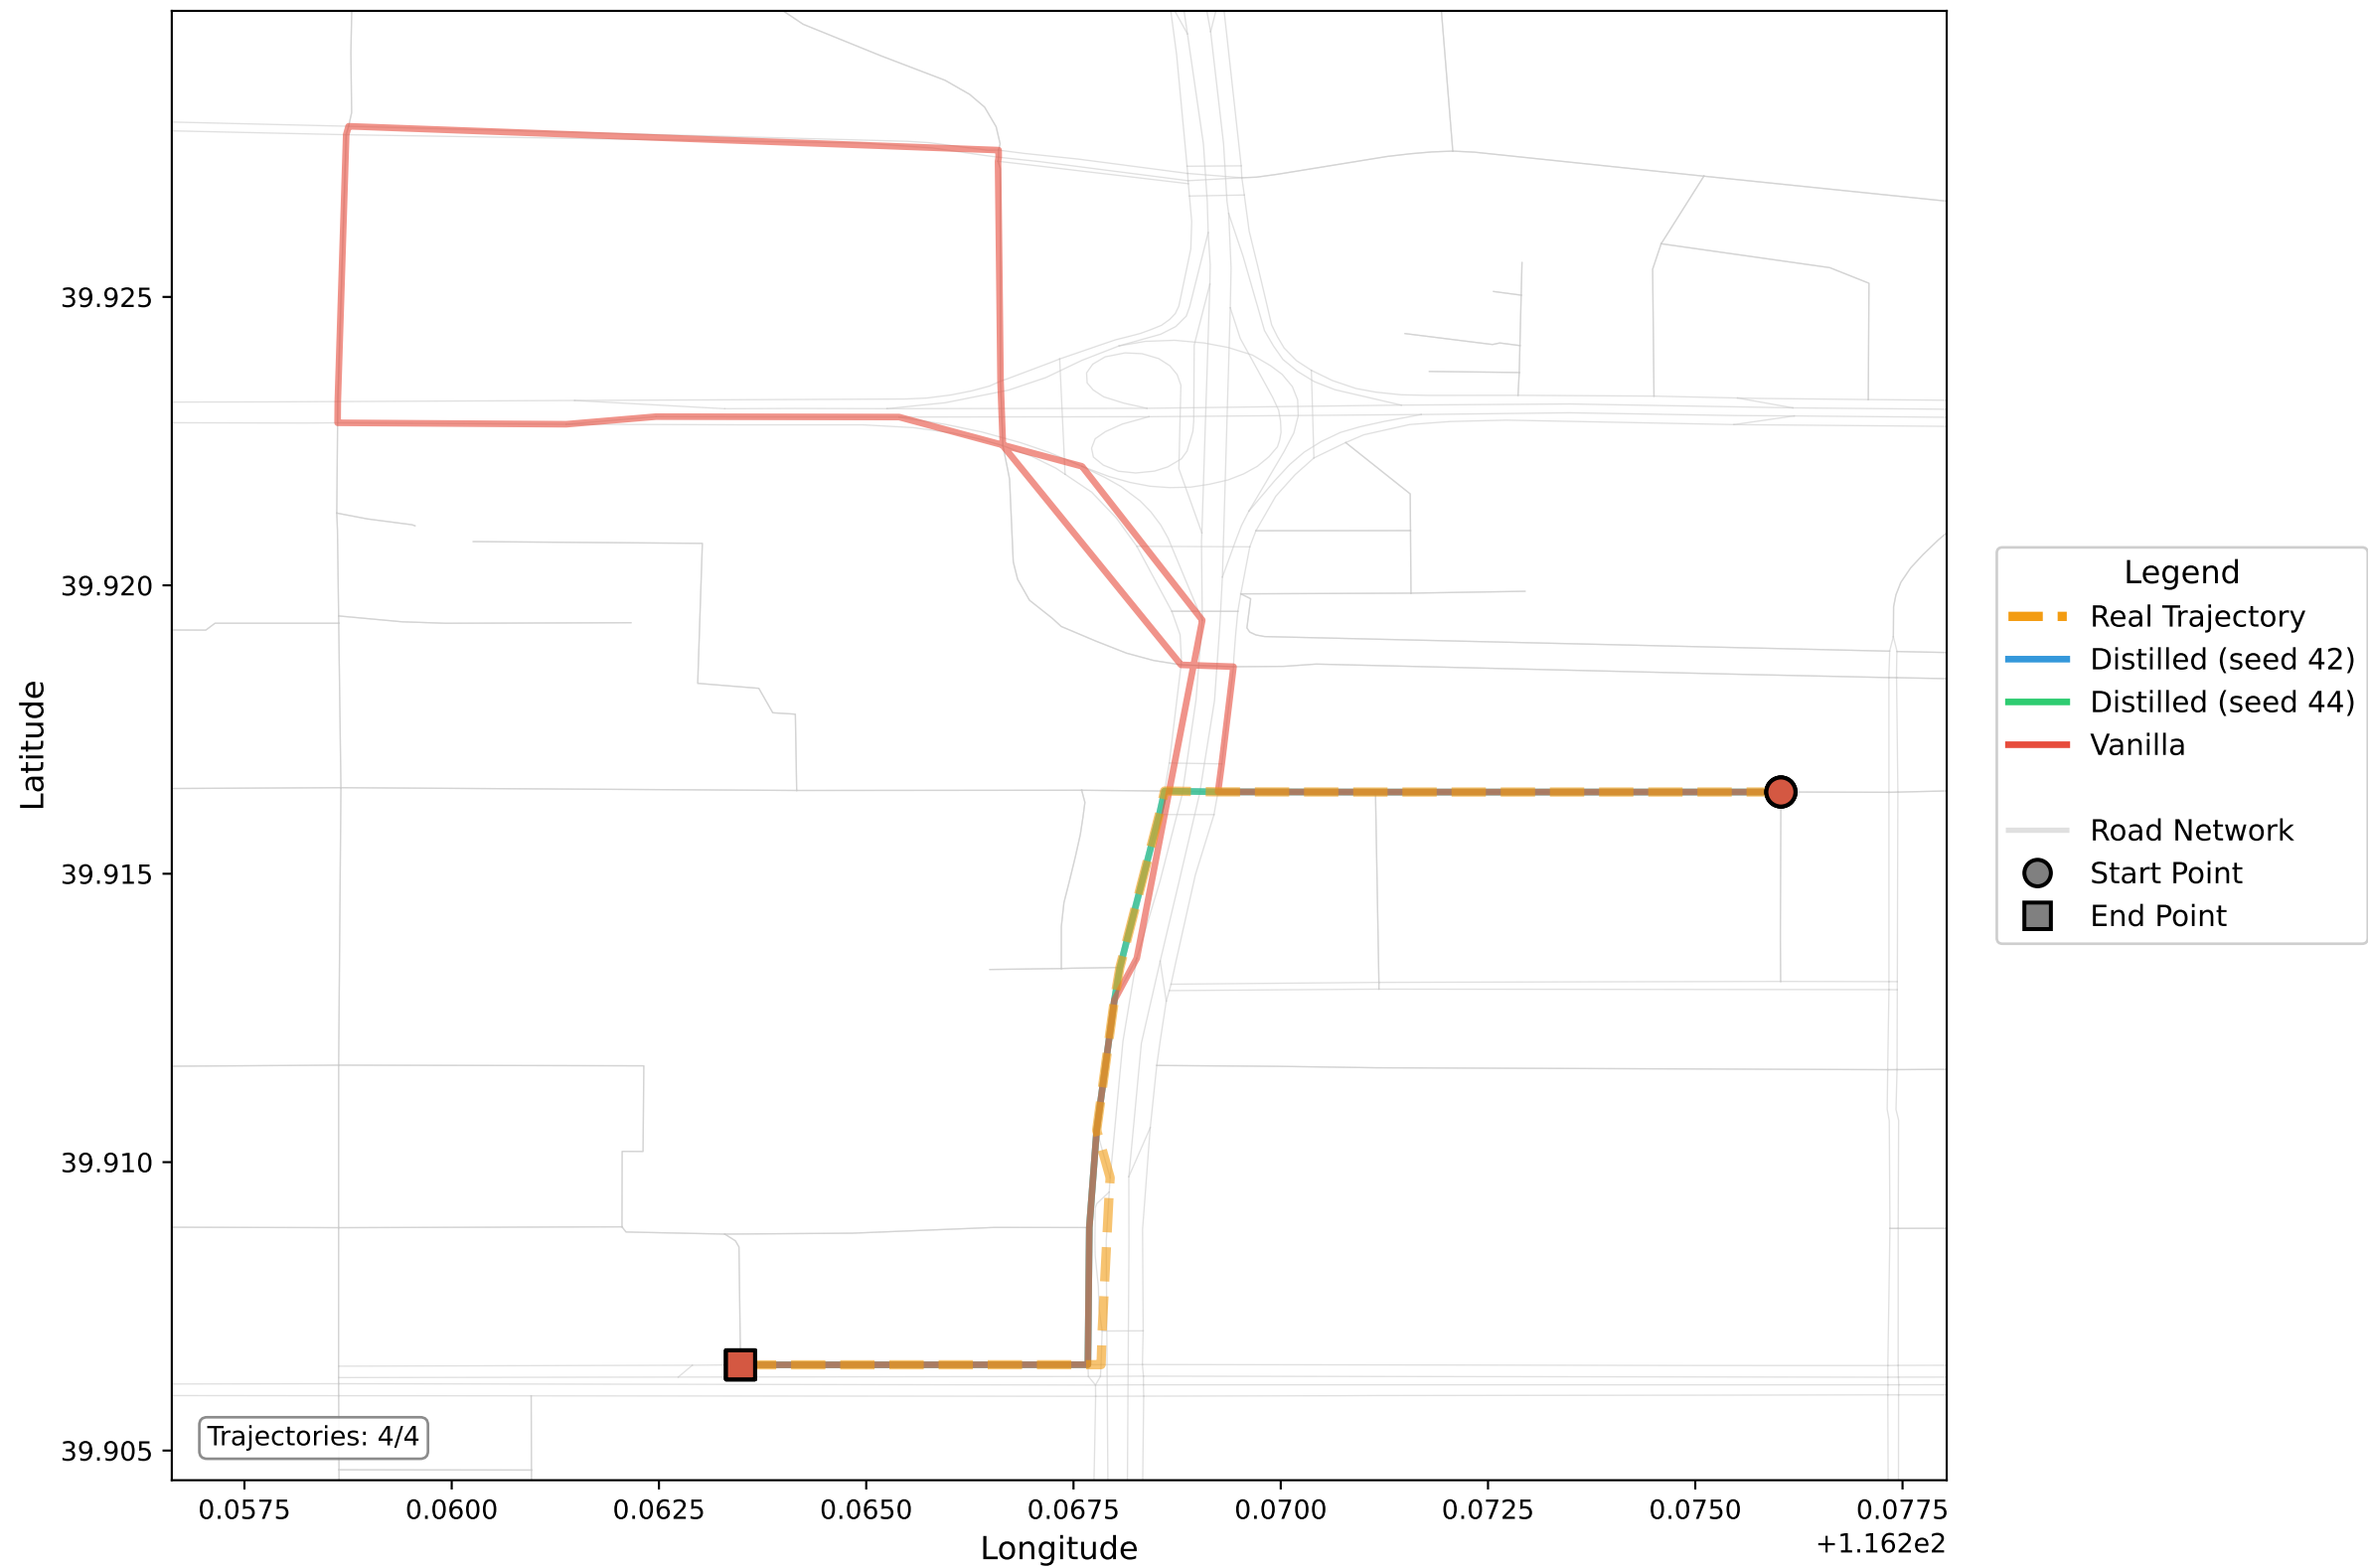 39.925
39.920
39.915
39.910
39.905
Latitude
0.0575
0.0600
0.0625
0.0650
0.0675
0.0700
0.0725
0.0750
0.0775
+1.162e2
Longitude
Trajectories: 4/4
Legend
Real Trajectory
Distilled (seed 42)
Distilled (seed 44)
Vanilla
Road Network
Start Point
End Point